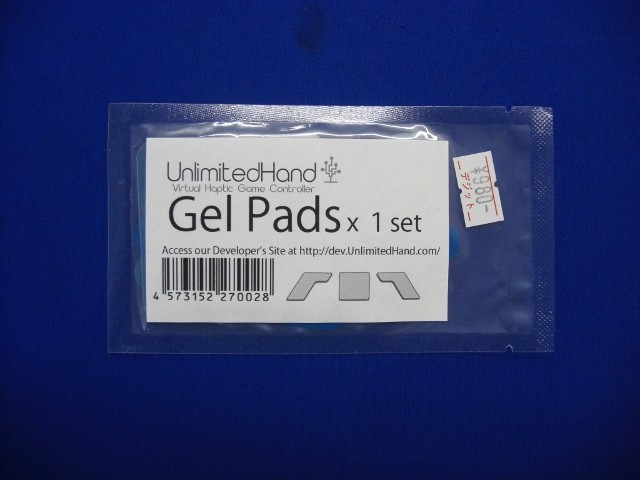 UnlimitedHand
Virtual Haptic Game Controller
Gel Pads x 1 set
Access our Developer's Site at http://dev.UnlimitedHand.com/
4 573152 270028
¥980-
デジット